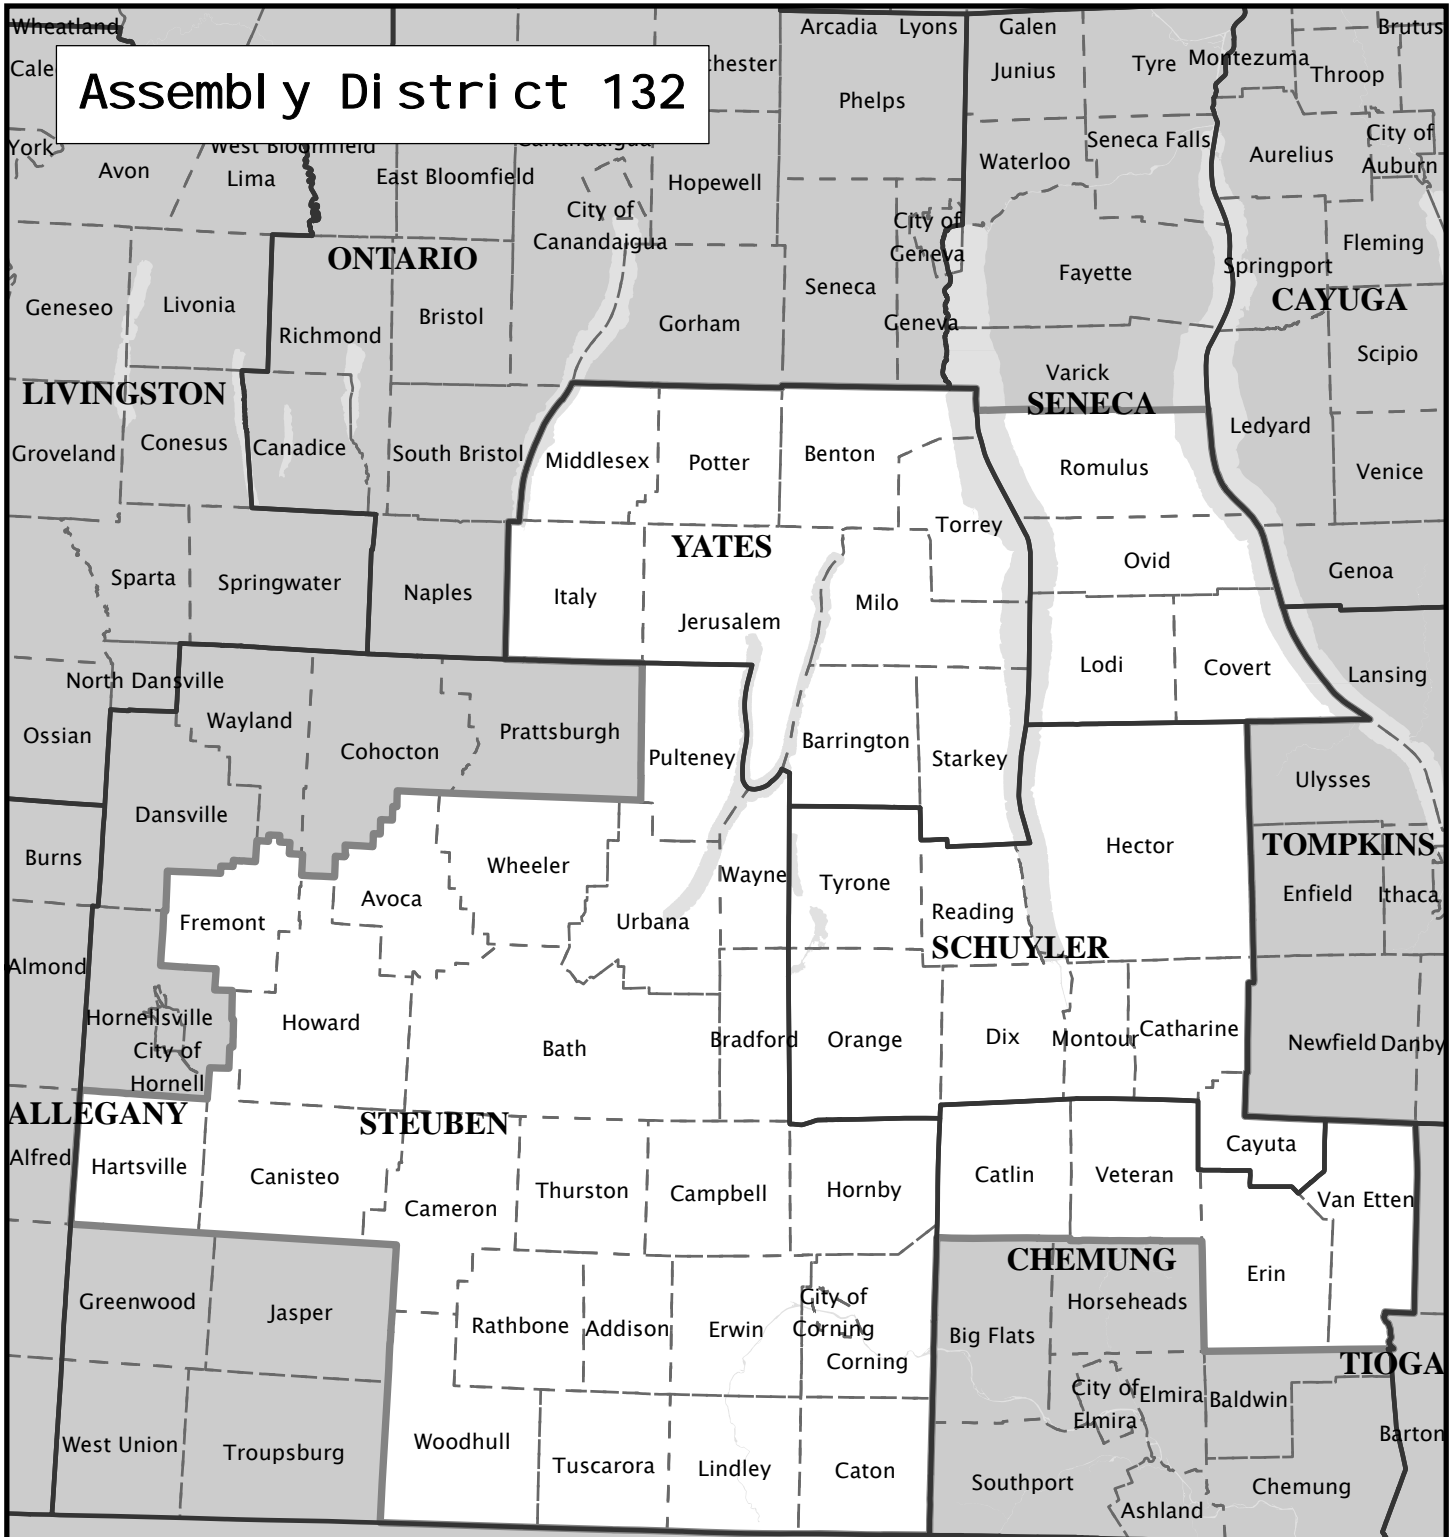 Wheatland
Arcadia
Lyons
Galen
Brutus
Cale
chester
Junius
Tyre
Montezuma
Throop
Assembly District 132
Phelps
York
Avon
West Bloomfield
Lima
East Bloomfield
Canandaigua
Hopewell
Waterloo
Seneca Falls
Aurelius
City of
Auburn
City of
Canandaigua
City of
Geneva
Fleming
ONTARIO
Fayette
Springport
CAYUGA
Geneseo
Livonia
Richmond
Bristol
Seneca
Gorham
Geneva
Scipio
Varick
LIVINGSTON
SENECA
Groveland
Conesus
Canadice
South Bristol
Middlesex
Potter
Benton
Romulus
Ledyard
Venice
Torrey
YATES
Ovid
Genoa
Sparta
Springwater
Naples
Italy
Jerusalem
Milo
Lodi
Covert
Lansing
North Dansville
Wayland
Ossian
Cohocton
Prattsburgh
Pulteney
Barrington
Starkey
Ulysses
Dansville
Burns
Hector
TOMPKINS
Wheeler
Wayne
Tyrone
Enfield
Ithaca
Avoca
Fremont
Urbana
Reading
SCHUYLER
Almond
Hornellsville
Howard
City of
Hornell
Bath
Bradford
Orange
Dix
Montour
Catharine
Newfield
Danby
ALLEGANY
STEUBEN
Alfred
Hartsville
Canisteo
Cameron
Thurston
Campbell
Hornby
Catlin
Veteran
Cayuta
Van Etten
CHEMUNG
Erin
Greenwood
Jasper
Rathbone
Addison
Erwin
City of
Corning
Corning
Horseheads
Big Flats
TIOGA
City of
Elmira
Elmira
Baldwin
Barton
West Union
Troupsburg
Woodhull
Tuscarora
Lindley
Caton
Southport
Ashland
Chemung